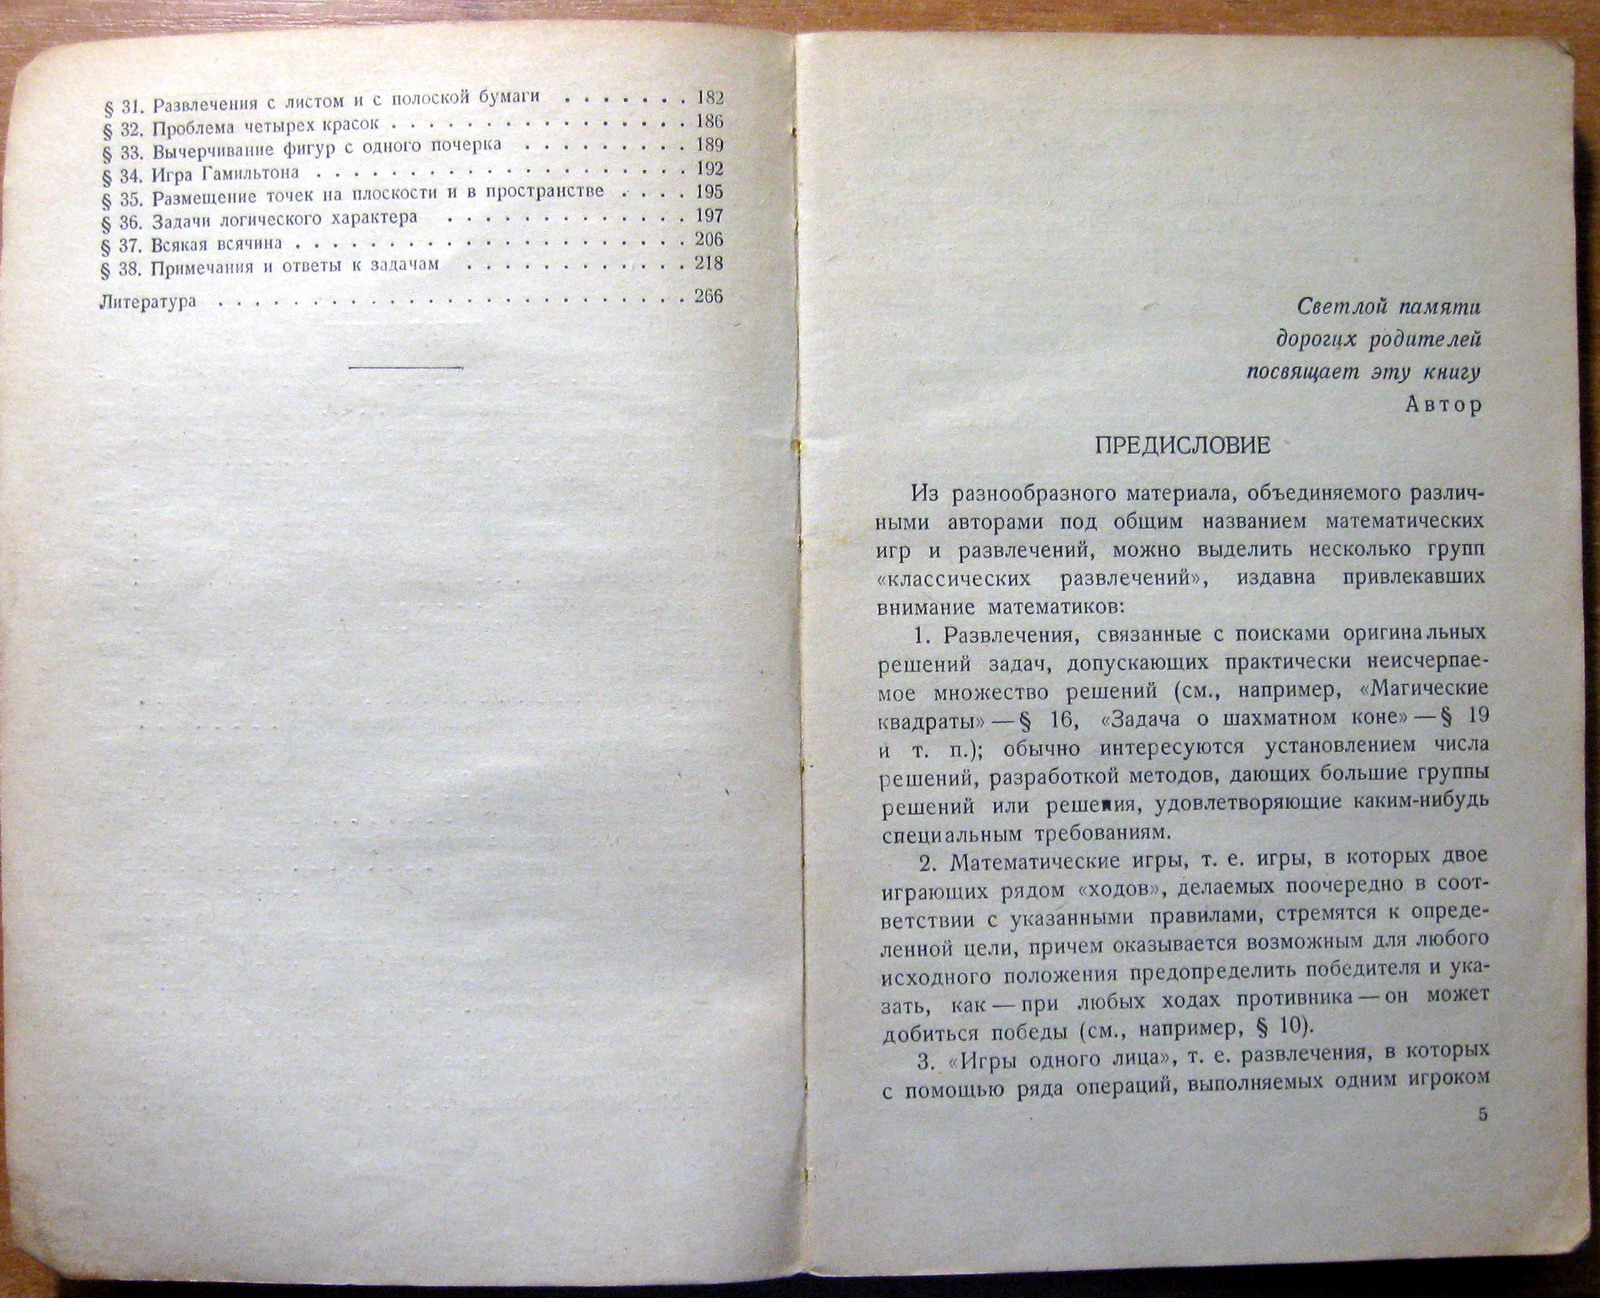 § 31. Развлечения с листом и с полоской бумаги . . . . . . . 182
§ 32. Проблема четырех красок . . . . . . . . . . . . . . . . 186
§ 33. Вычерчивание фигур с одного почерка . . . . . . . . . 189
§ 34. Игра Гамильтона . . . . . . . . . . . . . . . . . . . . 192
§ 35. Размещение точек на плоскости и в пространстве . . . . 195
§ 36. Задачи логического характера . . . . . . . . . . . . . 197
§ 37. Всякая всячина . . . . . . . . . . . . . . . . . . . . . 206
§ 38. Примечания и ответы к задачам . . . . . . . . . . . . 218
Литература . . . . . . . . . . . . . . . . . . . . . . . . . 266
Светлой памяти
дорогих родителей
посвящает эту книгу
Автор
ПРЕДИСЛОВИЕ
Из разнообразного материала, объединяемого различ-
ными авторами под общим названием математических
игр и развлечений, можно выделить несколько групп
«классических развлечений», издавна привлекавших
внимание математиков:
1. Развлечения, связанные с поисками оригинальных
решений задач, допускающих практически неисчерпае-
мое множество решений (см., например, «Магические
квадраты» — § 16, «Задача о шахматном коне» — § 19
и т. п.); обычно интересуются установлением числа
решений, разработкой методов, дающих большие группы
решений или решения, удовлетворяющие каким-нибудь
специальным требованиям.
2. Математические игры, т. е. игры, в которых двое
играющих рядом «ходов», делаемых поочередно в соот-
ветствии с указанными правилами, стремятся к опреде-
ленной цели, причем оказывается возможным для любого
исходного положения предопределить победителя и ука-
зать, как — при любых ходах противника — он может
добиться победы (см., например, § 10).
3. «Игры одного лица», т. е. развлечения, в которых
с помощью ряда операций, выполняемых одним игроком
5